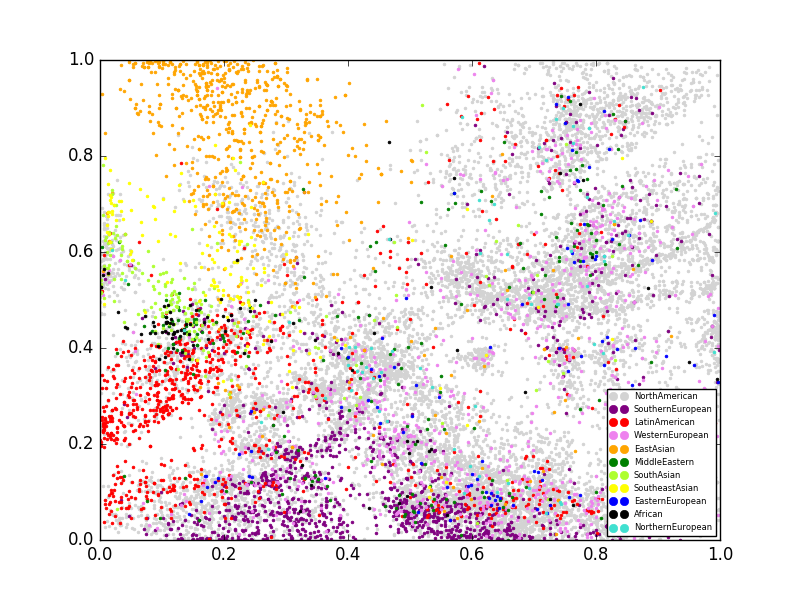 1.0
0.8
0.6
0.4
0.2
0.0
0.0 0.2 0.4 0.6 0.8 1.0
NorthAmerican
SouthernEuropean
LatinAmerican
WesternEuropean
EastAsian
MiddleEastern
SouthAsian
SoutheastAsian
EasternEuropean
African
NorthernEuropean